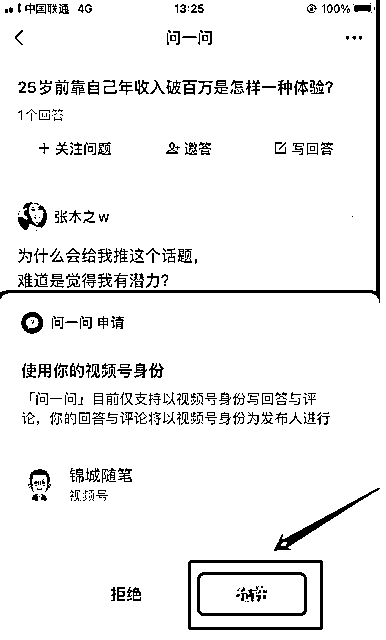 中国联通 4G 13:25 100%
问一问
25岁前靠自己年收入破百万是怎样一种体验?
1个回答
+ 关注问题 邀答 写回答
张木之w
为什么会给我推这个话题,
难道是觉得我有潜力?
问一问 申请
使用你的视频号身份
「问一问」目前仅支持以视频号身份写回答与评
论,你的回答与评论将以视频号身份为发布人进行
锦城随笔
视频号
拒绝